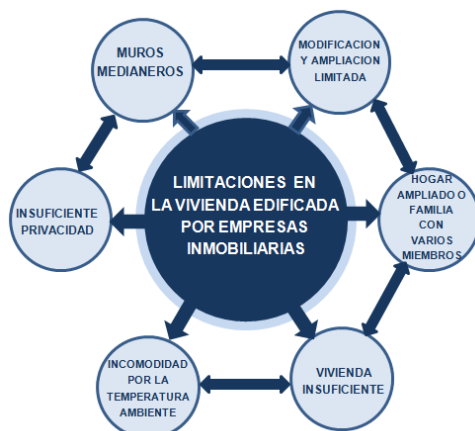 MUROS
MEDIANEROS
MODIFICACION
Y AMPLIACION
LIMITADA
LIMITACIONES EN
LA VIVIENDA EDIFICADA
POR EMPRESAS
INMOBILIARIAS
INSUFICIENTE
PRIVACIDAD
HOGAR
AMPLIADO O
FAMILIA
CON
VARIOS
MIEMBROS
INCOMODIDAD
POR LA
TEMPERATURA
AMBIENTE
VIVIENDA
INSUFICIENTE